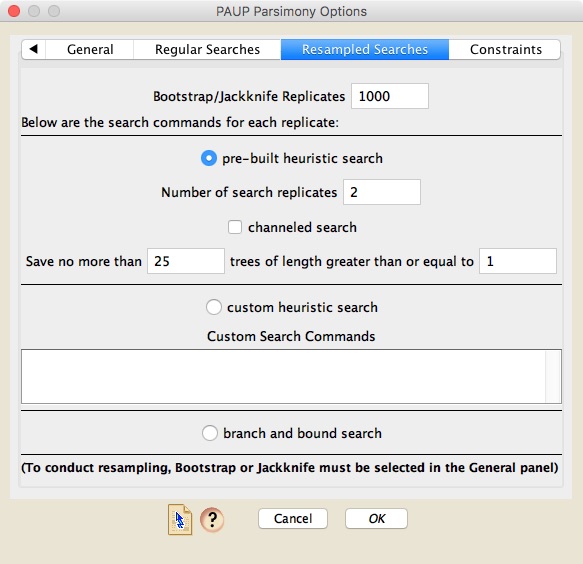 PAUP Parsimony Options
General Regular Searches Resampled Searches Constraints
Bootstrap/Jackknife Replicates 1000
Below are the search commands for each replicate:
pre-built heuristic search
Number of search replicates 2
channeled search
Save no more than 25 trees of length greater than or equal to 1
custom heuristic search
Custom Search Commands
branch and bound search
(To conduct resampling, Bootstrap or Jackknife must be selected in the General panel)
? Cancel OK